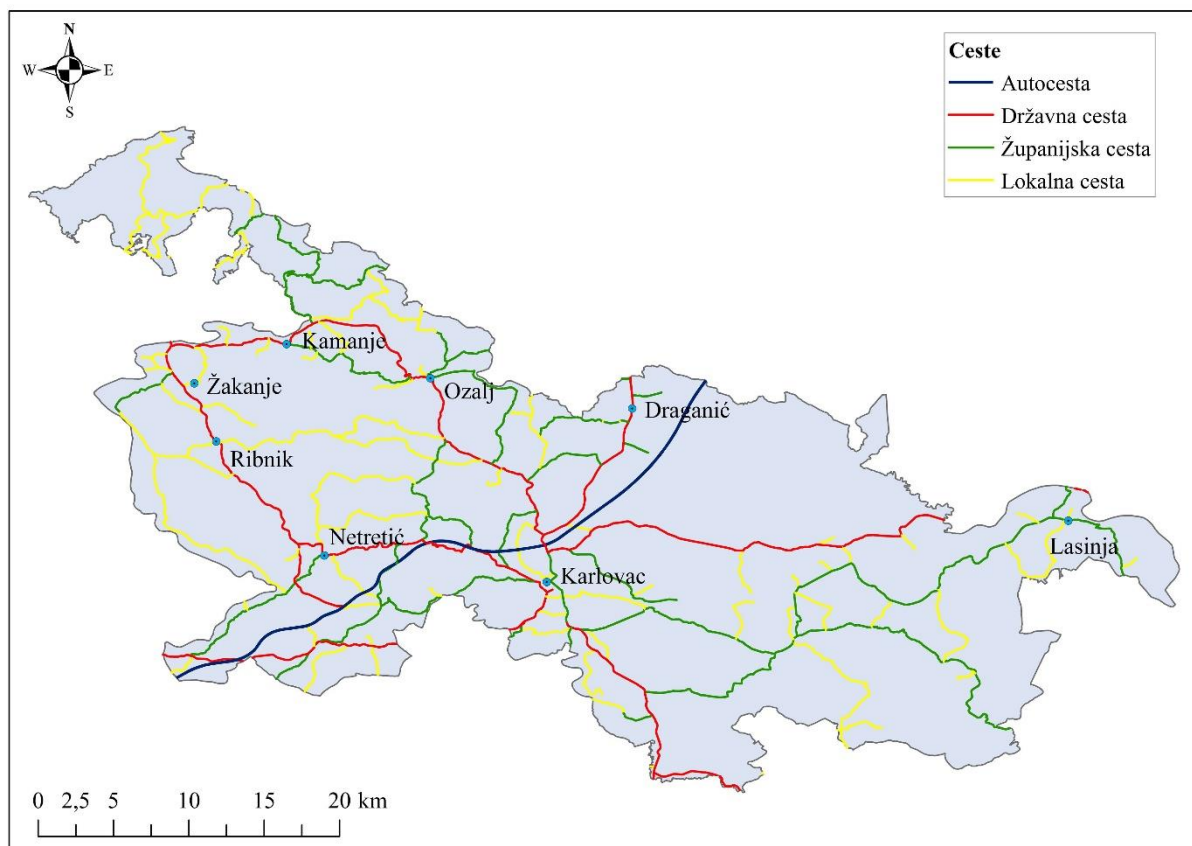 N
W E
S
Ceste
Autocesta
Državna cesta
Županijska cesta
Lokalna cesta
Kamanje
Žakanje
Ozalj
Draganić
Ribnik
Netretić
Lasinja
Karlovac
0 2,5 5 10 15 20 km